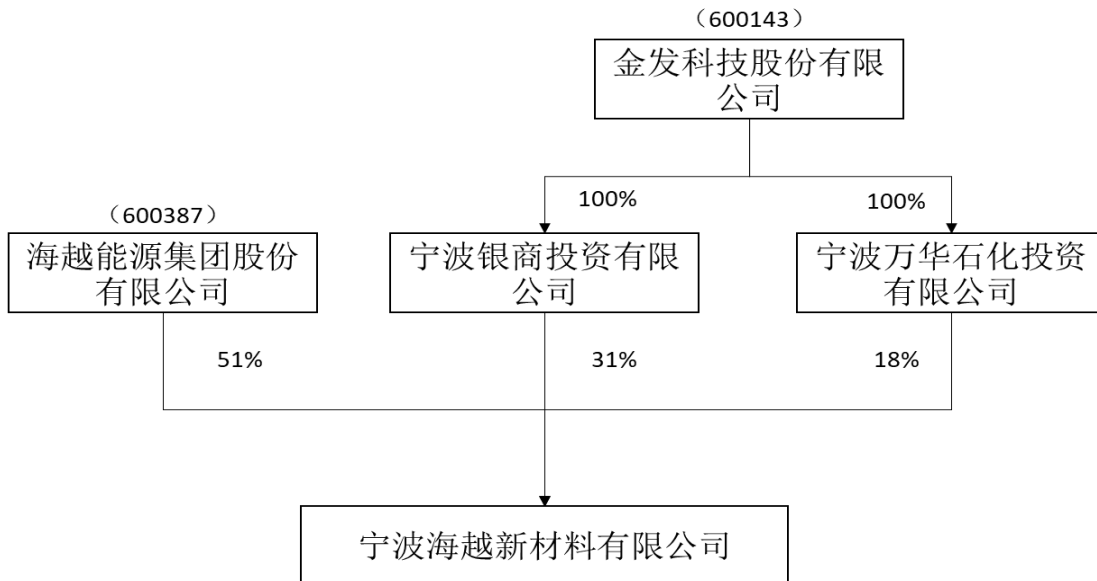 （600143）
金发科技股份有限
公司
100%
100%
（600387）
海越能源集团股份
有限公司
宁波银商投资有限
公司
宁波万华石化投资
有限公司
51%
31%
18%
宁波海越新材料有限公司